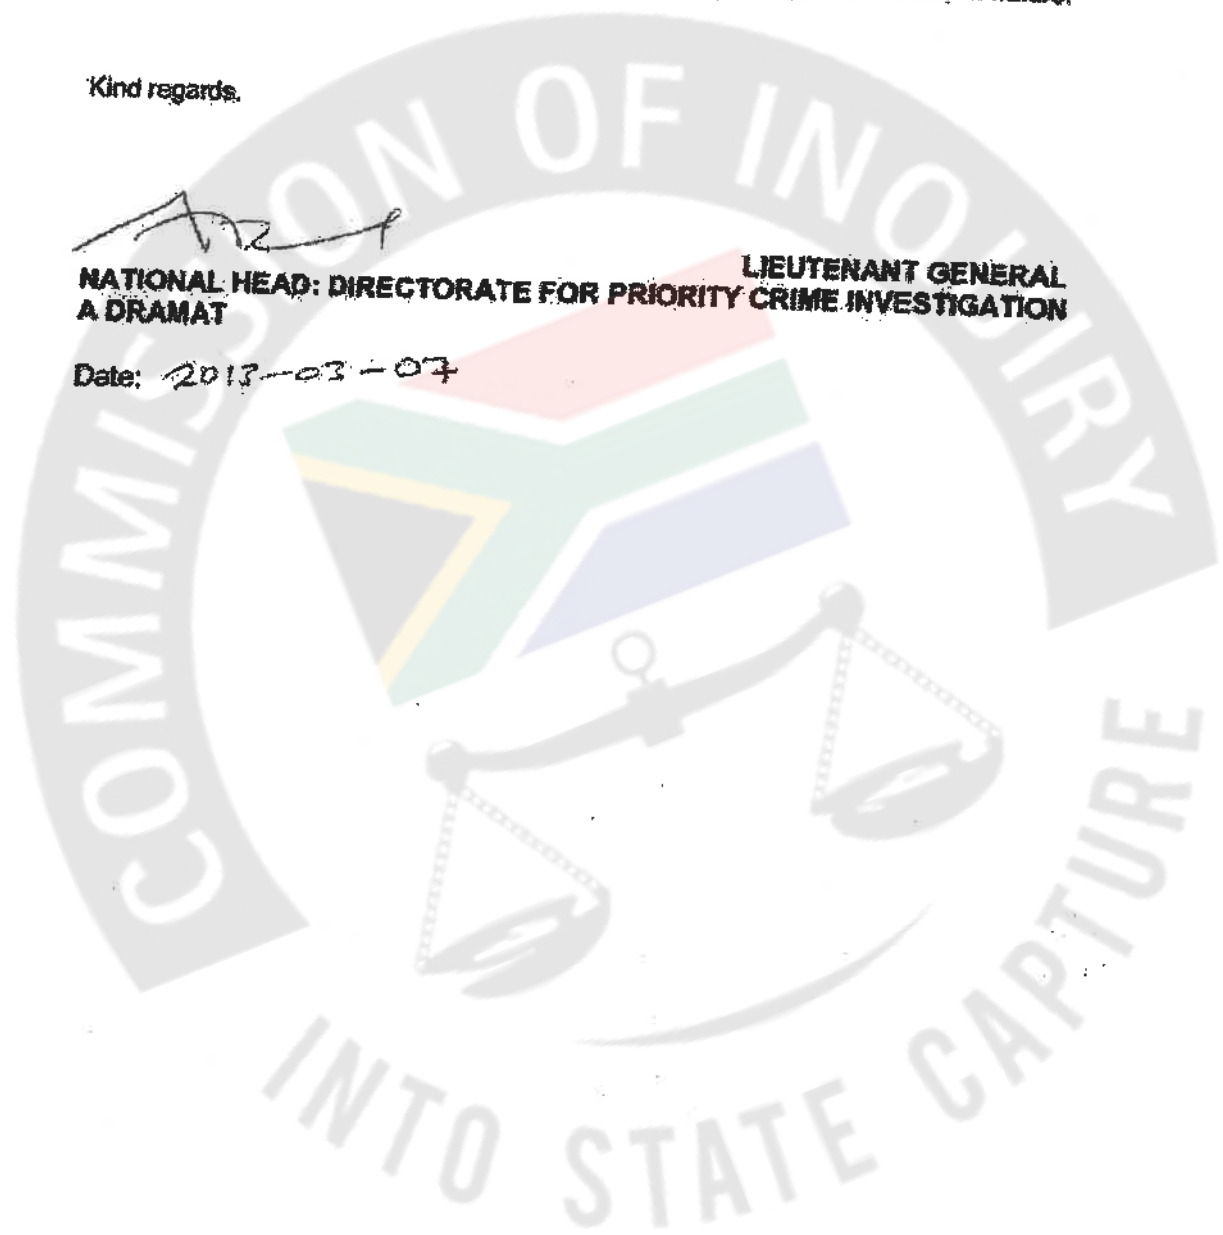 Kind regards.
LIEUTENANT GENERAL
NATIONAL HEAD: DIRECTORATE FOR PRIORITY CRIME INVESTIGATION
A DRAMAT
Date: 2013-03-07
COMMISSION OF INQUIRY
INTO STATE CAPTURE